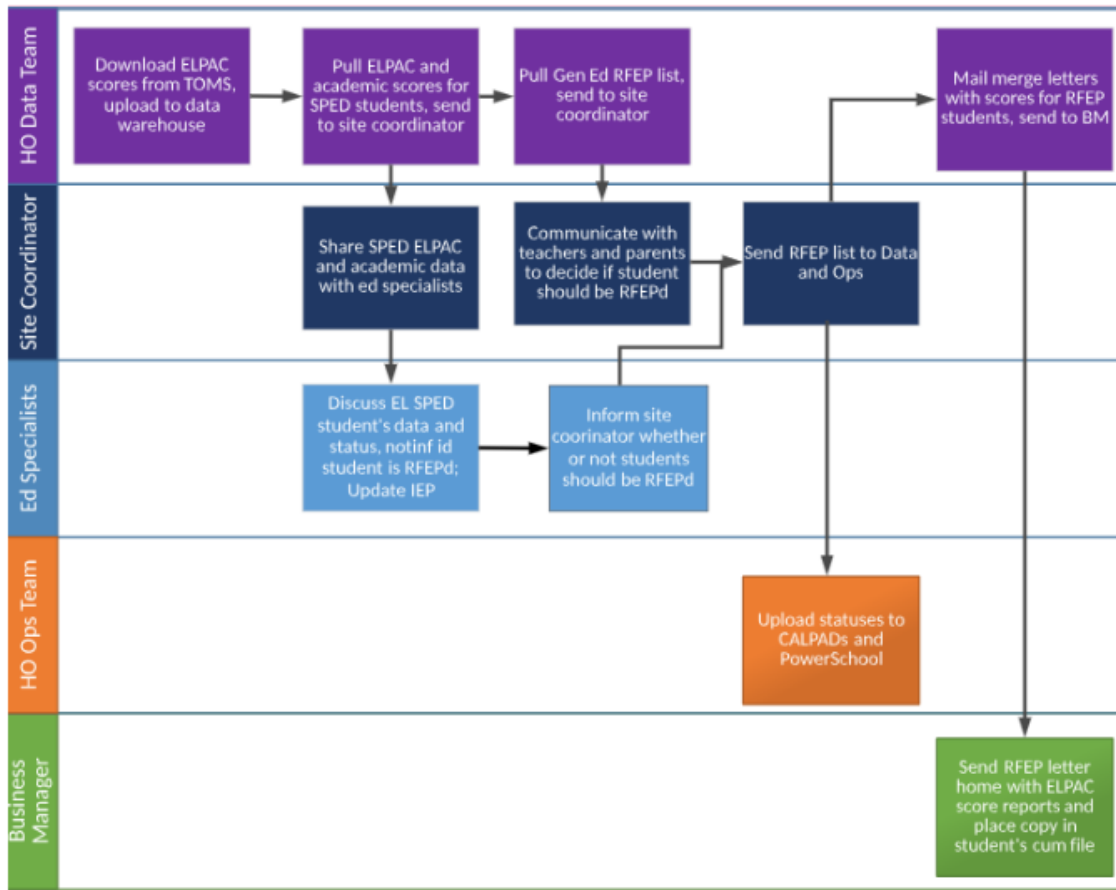 HO Data Team
Download ELPAC
scores from TOMS,
upload to data
warehouse
Pull ELPAC and
academic scores for
SPED students, send
to site coordinator
Pull Gen Ed RFEP list,
send to site
coordinator
Mail merge letters
with scores for RFEP
students, send to BM
Site Coordinator
Share SPED ELPAC
and academic data
with ed specialists
Communicate with
teachers and parents
to decide if student
should be RFEPd
Send RFEP list to Data
and Ops
Ed Specialists
Discuss EL SPED
student's data and
status, notinf id
student is RFEPd;
Update IEP
Inform site
coorinator whether
or not students
should be RFEPd
HO Ops Team
Upload statuses to
CALPADs and
PowerSchool
Business
Manager
Send RFEP letter
home with ELPAC
score reports and
place copy in
student's cum file